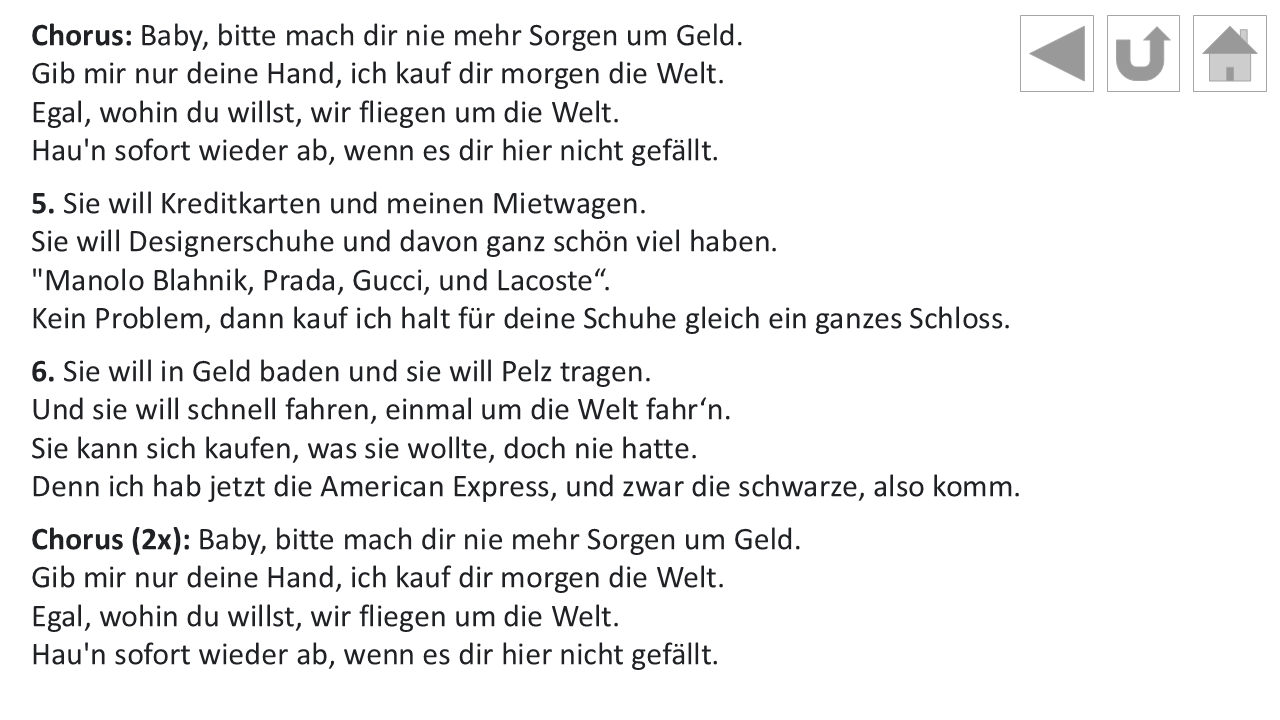 Chorus: Baby, bitte mach dir nie mehr Sorgen um Geld.
Gib mir nur deine Hand, ich kauf dir morgen die Welt.
Egal, wohin du willst, wir fliegen um die Welt.
Hau'n sofort wieder ab, wenn es dir hier nicht gefällt.
5. Sie will Kreditkarten und meinen Mietwagen.
Sie will Designerschuhe und davon ganz schön viel haben.
"Manolo Blahnik, Prada, Gucci, und Lacoste“.
Kein Problem, dann kauf ich halt für deine Schuhe gleich ein ganzes Schloss.
6. Sie will in Geld baden und sie will Pelz tragen.
Und sie will schnell fahren, einmal um die Welt fahr‘n.
Sie kann sich kaufen, was sie wollte, doch nie hatte.
Denn ich hab jetzt die American Express, und zwar die schwarze, also komm.
Chorus (2x): Baby, bitte mach dir nie mehr Sorgen um Geld.
Gib mir nur deine Hand, ich kauf dir morgen die Welt.
Egal, wohin du willst, wir fliegen um die Welt.
Hau'n sofort wieder ab, wenn es dir hier nicht gefällt.